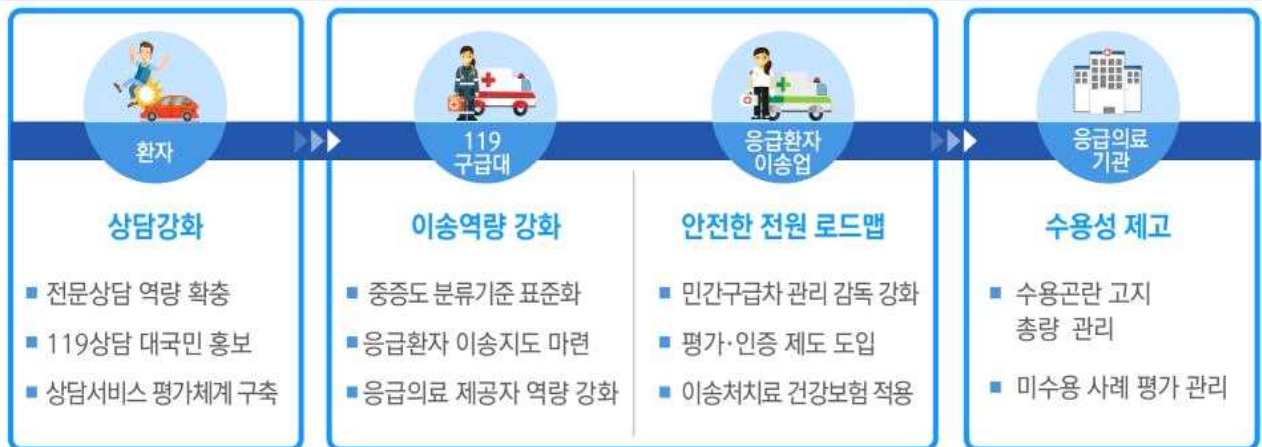 환자
상담강화
전문상담 역량 확충
119상담 대국민 홍보
상담서비스 평가체계 구축
119
구급대
이송역량 강화
중증도 분류기준 표준화
응급환자 이송지도 마련
응급의료 제공자 역량 강화
응급환자
이송업
안전한 전원 로드맵
민간구급차 관리 감독 강화
평가·인증 제도 도입
이송처치료 건강보험 적용
응급의료
기관
수용성 제고
수용곤란 고지
총량 관리
미수용 사례 평가 관리